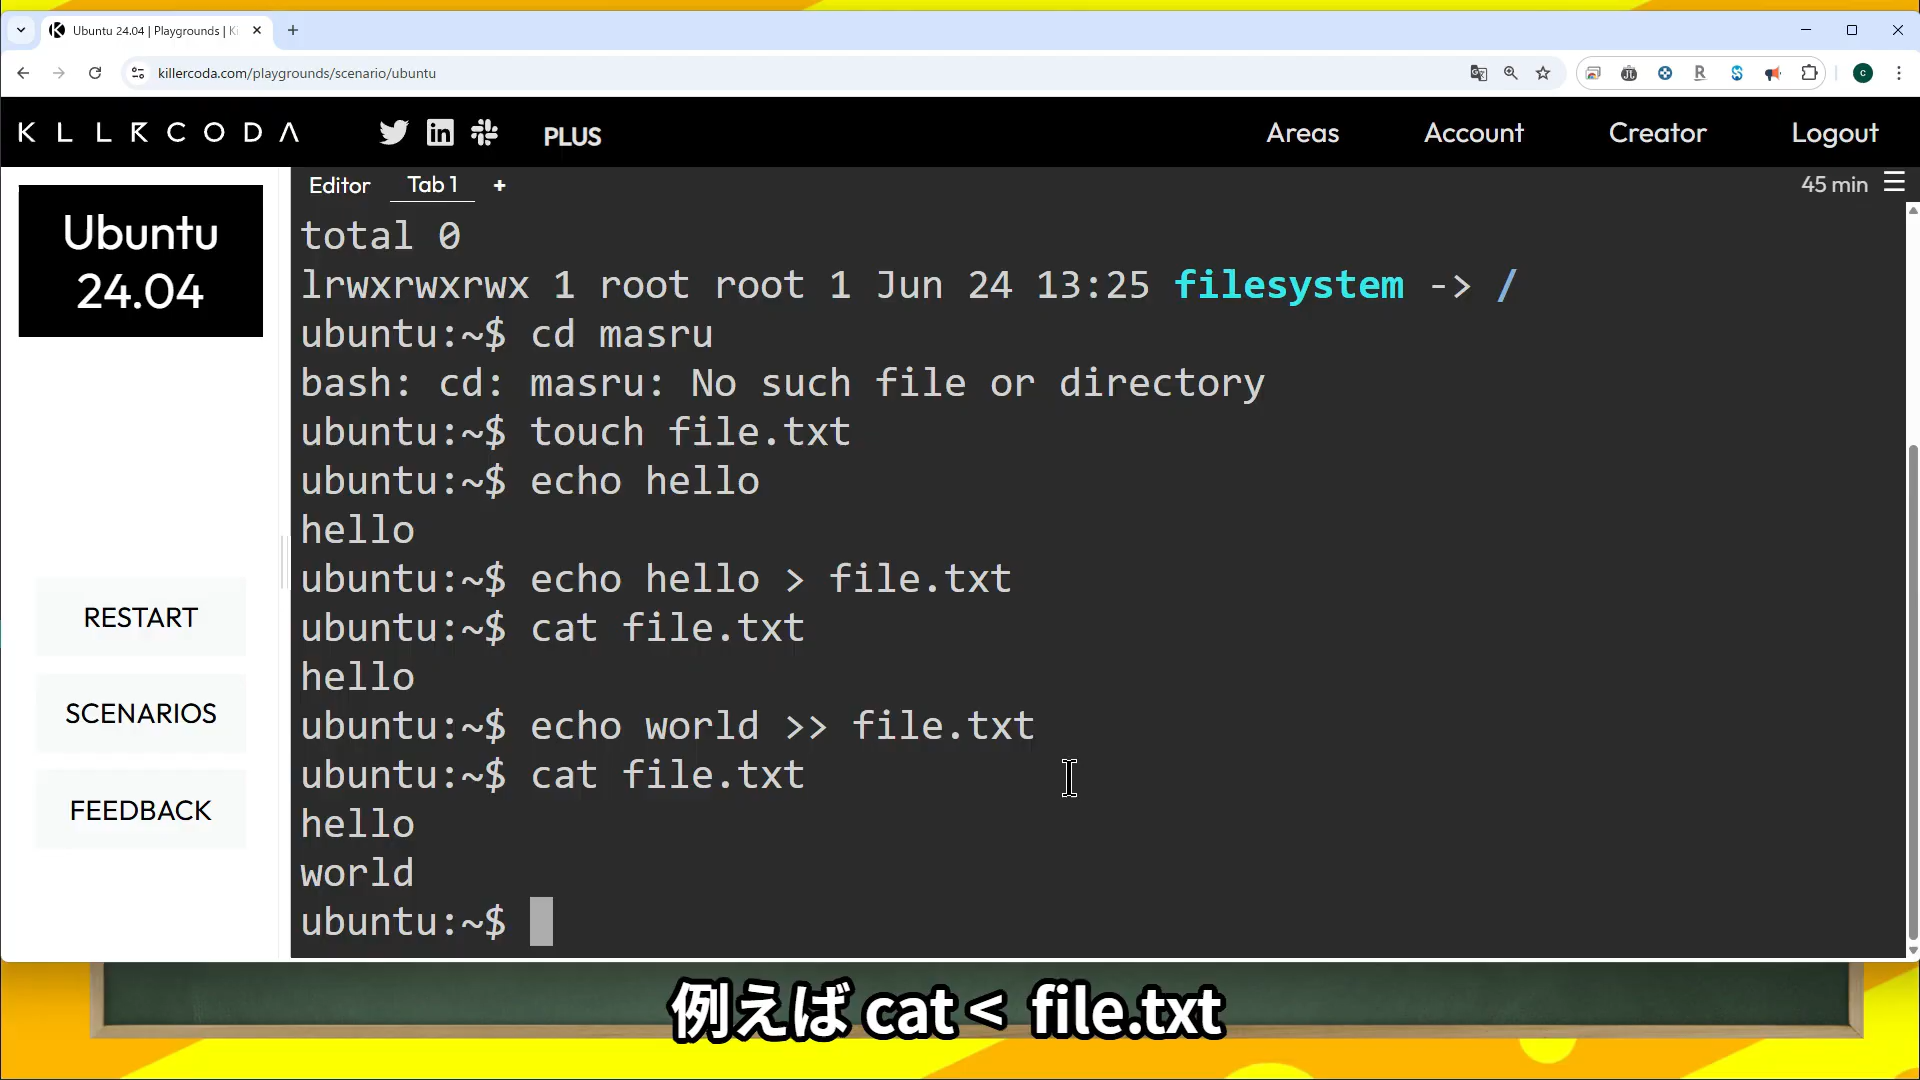 Ubuntu 24.04 | Playgrounds | Ki
killercoda.com/playgrounds/scenario/ubuntu
KLLRCODA
PLUS
Areas
Account
Creator
Logout
Editor
Tab 1
+
45 min
Ubuntu
24.04
RESTART
SCENARIOS
FEEDBACK
total 0
lrwxrwxrwx 1 root root 1 Jun 24 13:25 filesystem -> /
ubuntu:~$ cd masru
bash: cd: masru: No such file or directory
ubuntu:~$ touch file.txt
ubuntu:~$ echo hello
hello
ubuntu:~$ echo hello > file.txt
ubuntu:~$ cat file.txt
hello
ubuntu:~$ echo world >> file.txt
ubuntu:~$ cat file.txt
hello
world
ubuntu:~$
例えば cat < file.txt